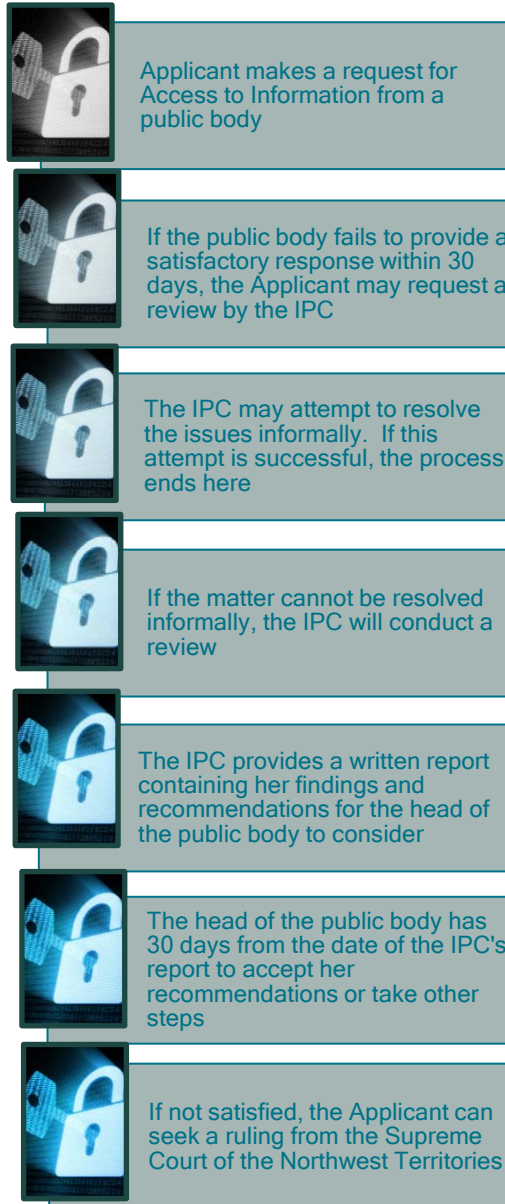 Applicant makes a request for
Access to Information from a
public body
If the public body fails to provide a
satisfactory response within 30
days, the Applicant may request a
review by the IPC
The IPC may attempt to resolve
the issues informally.  If this
attempt is successful, the process
ends here
If the matter cannot be resolved
informally, the IPC will conduct a
review
The IPC provides a written report
containing her findings and
recommendations for the head of
the public body to consider
The head of the public body has
30 days from the date of the IPC's
report to accept her
recommendations or take other
steps
If not satisfied, the Applicant can
seek a ruling from the Supreme
Court of the Northwest Territories